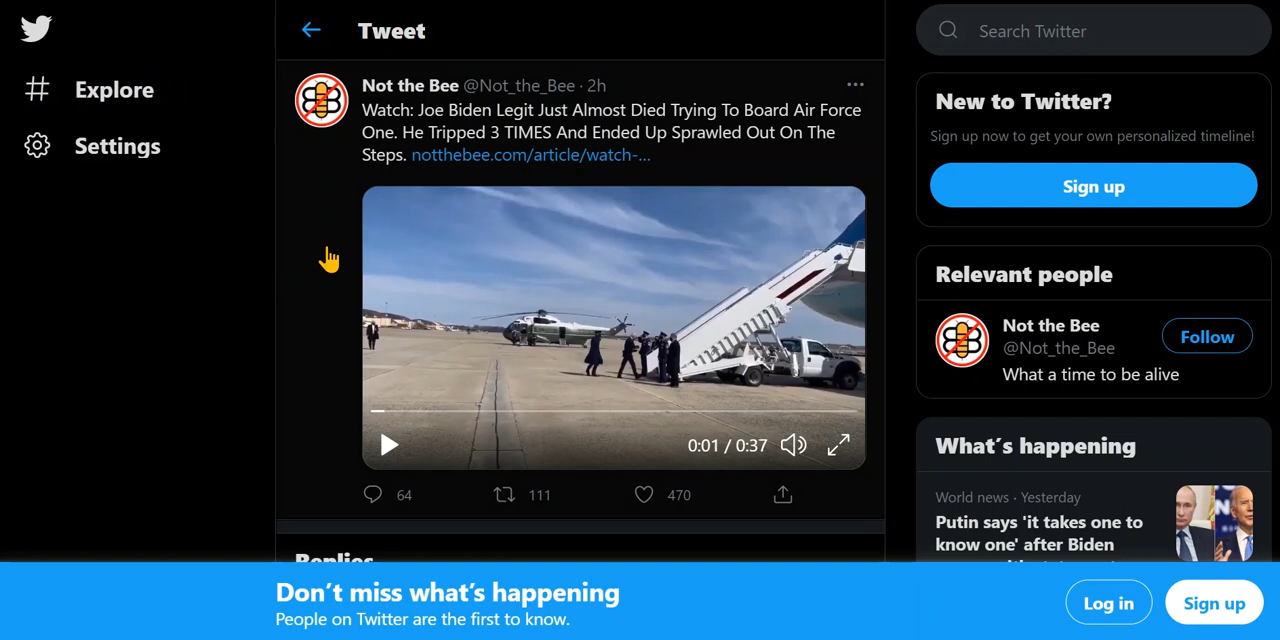 Explore
Settings
Tweet
Not the Bee @Not_the_Bee · 2h
Watch: Joe Biden Legit Just Almost Died Trying To Board Air Force
One. He Tripped 3 TIMES And Ended Up Sprawled Out On The
Steps. notthebee.com/article/watch-...
0:01 / 0:37
64
111
470
Replies
Search Twitter
New to Twitter?
Sign up now to get your own personalized timeline!
Sign up
Relevant people
Not the Bee
@Not_the_Bee
Follow
What a time to be alive
What's happening
World news · Yesterday
Putin says 'it takes one to
know one' after Biden
Don't miss what's happening
People on Twitter are the first to know.
Log in
Sign up